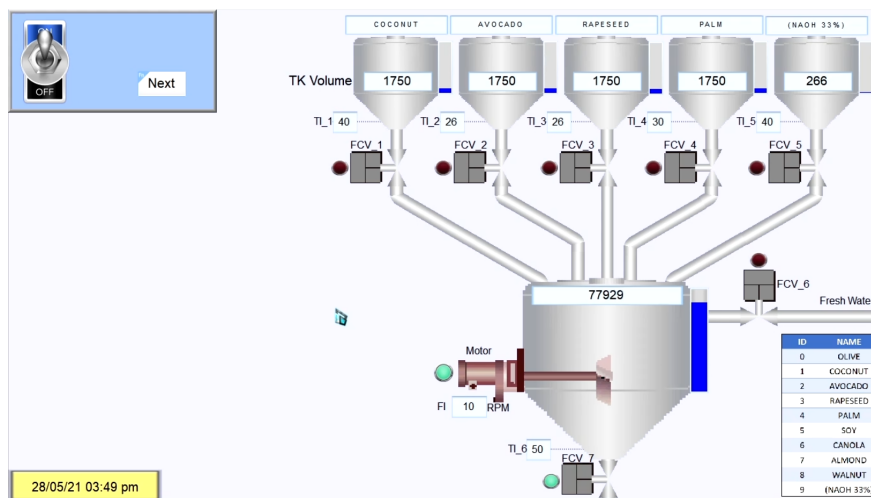 COCONUT AVOCADO RAPESEED PALM (NAOH 33%)
OFF
Next
TK Volume 1750 1750 1750 1750 266
TI_1 40 TI_2 26 TI_3 26 TI_4 30 TI_5 40
FCV_1 FCV_2 FCV_3 FCV_4 FCV_5
FCV_6
77929
Fresh Wate
Motor
FI 10 RPM
ID NAME
0 OLIVE
1 COCONUT
2 AVOCADO
3 RAPESEED
4 PALM
5 SOY
6 CANOLA
7 ALMOND
8 WALNUT
9 (NAOH 33%)
TI_6 50
FCV_7
28/05/21 03:49 pm